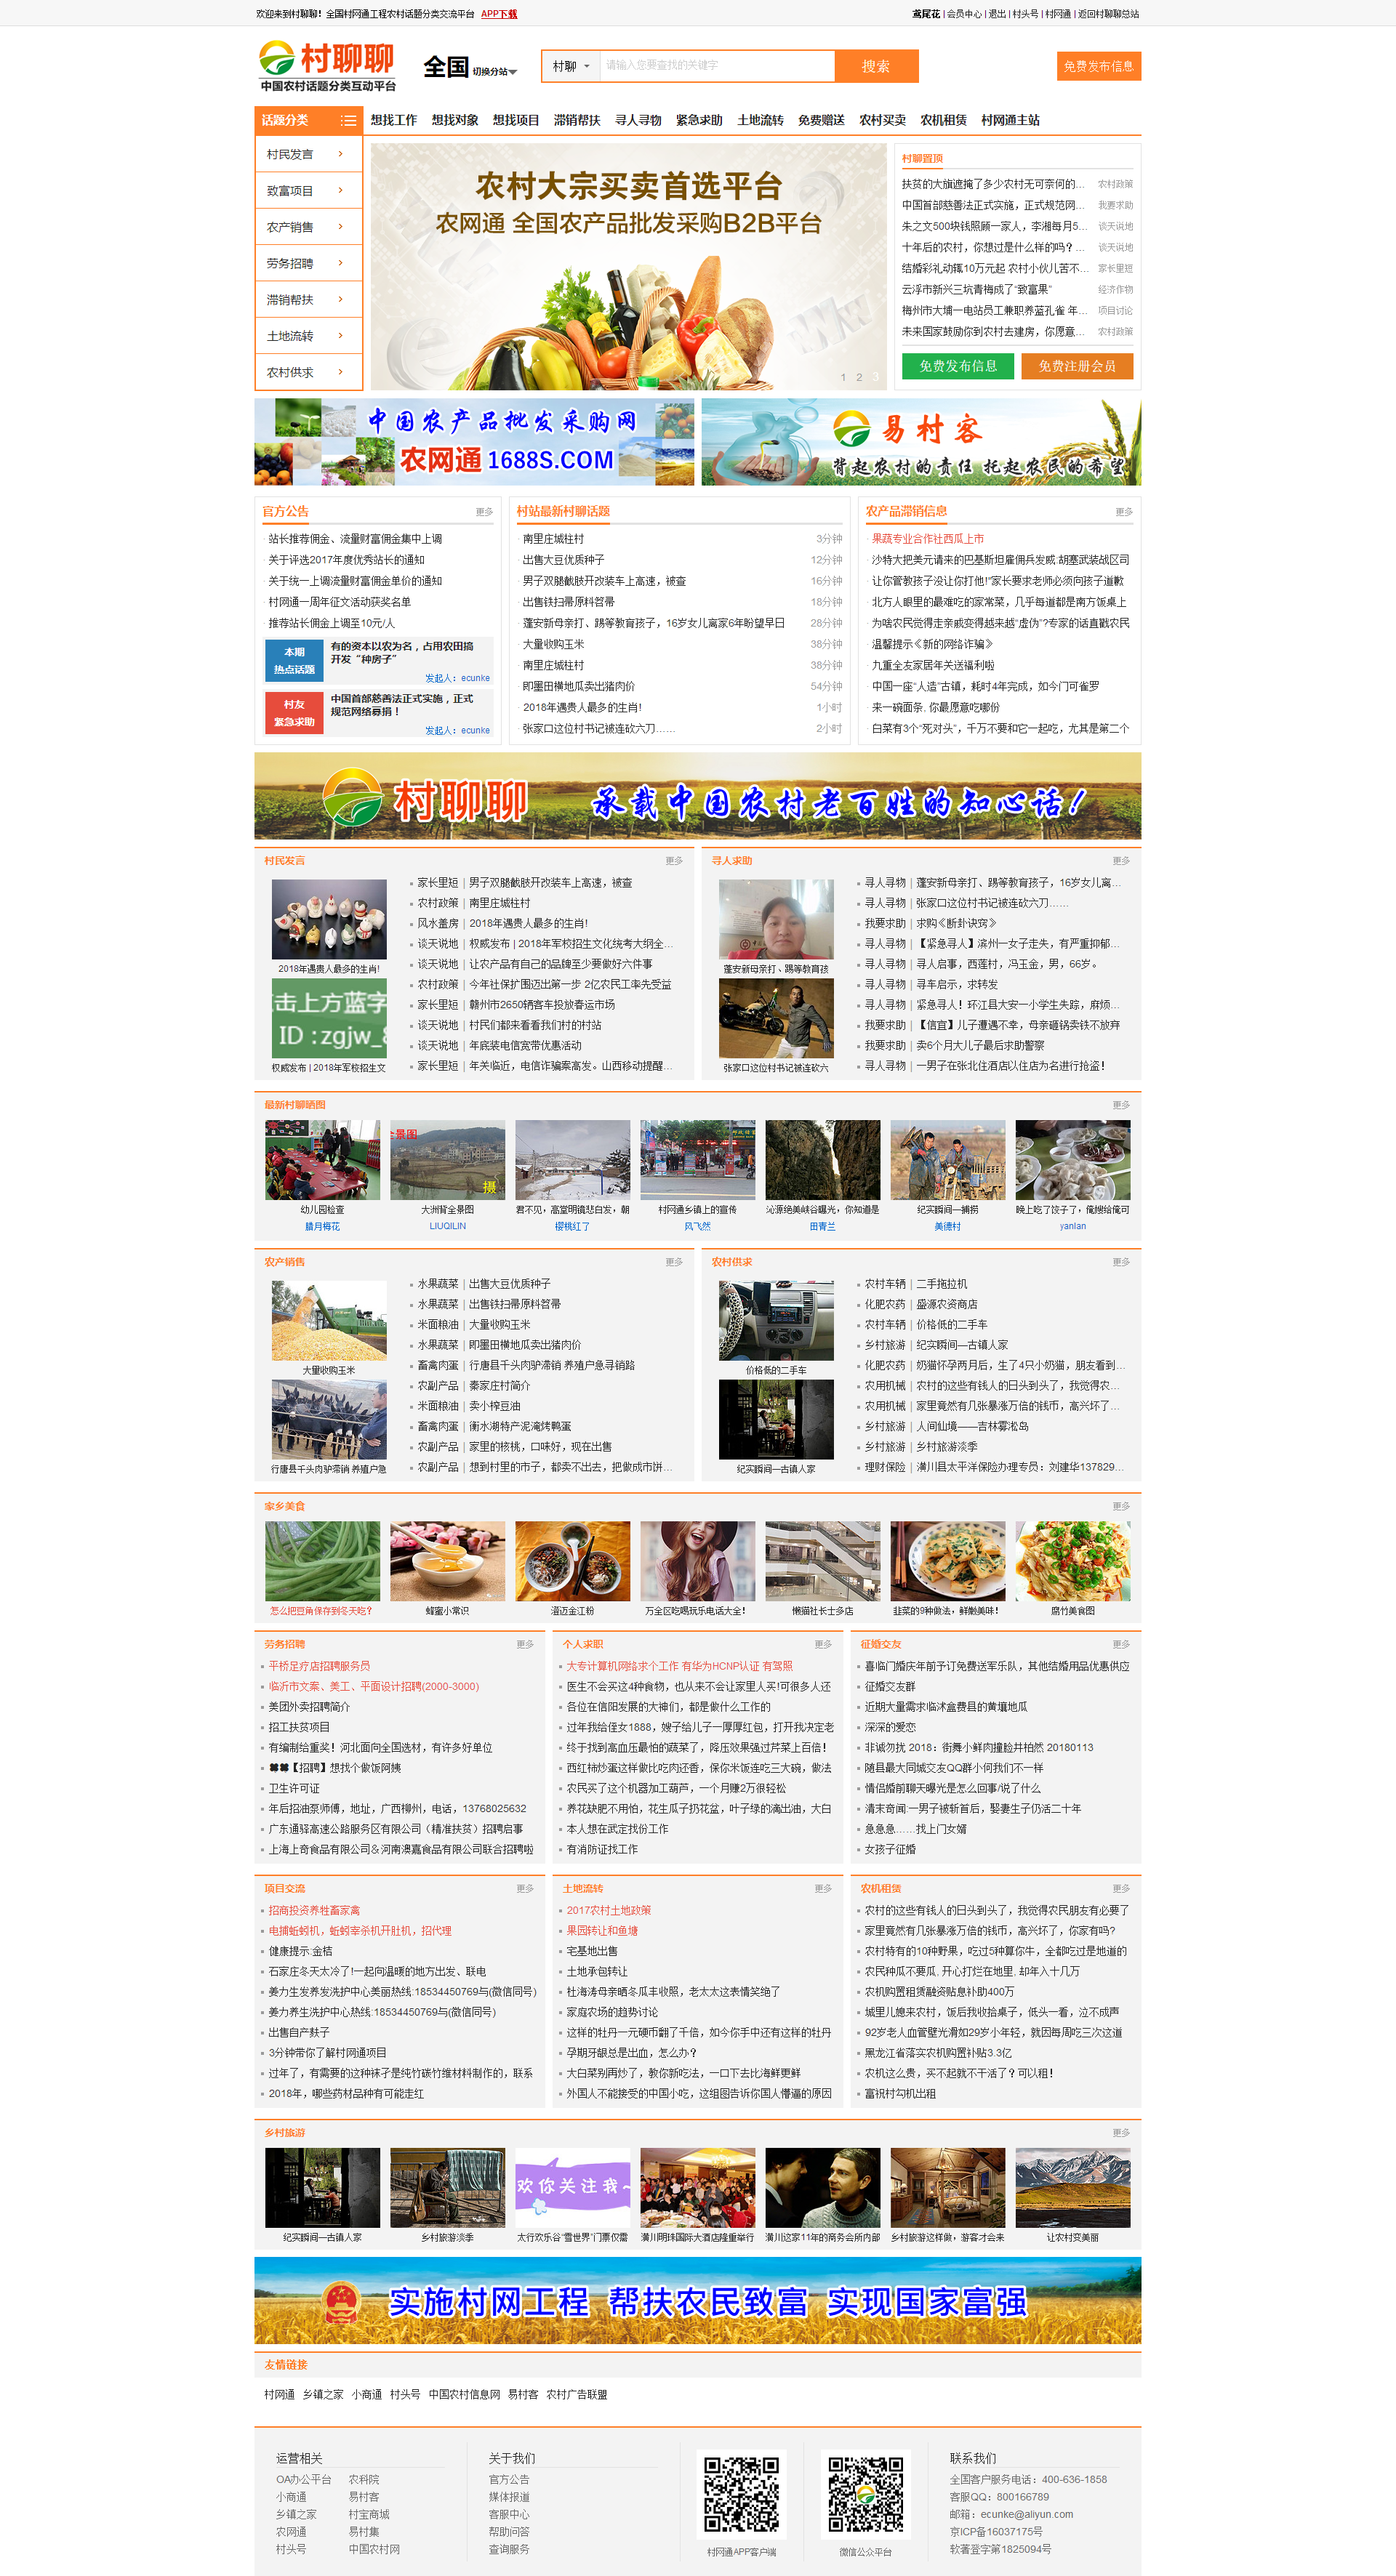 欢迎来到村聊聊！全国村网通工程农村话题分类交流平台 APP下载
鸢尾花 | 会员中心 | 退出 | 村头号 | 村网通 | 返回村聊聊总站
村聊聊
中国农村话题分类互动平台
全国 切换分站
村聊 请输入您要查找的关键字 搜索
免费发布信息
话题分类 想找工作 想找对象 想找项目 滞销帮扶 寻人寻物 紧急求助 土地流转 免费赠送 农村买卖 农机租赁 村网通主站
村民发言
致富项目
农产销售
劳务招聘
滞销帮扶
土地流转
农村供求
农村大宗买卖首选平台
农网通 全国农产品批发采购B2B平台
1 2 3
村聊置顶
扶贫的大旗遮掩了多少农村无可奈何的... 农村政策
中国首部慈善法正式实施，正式规范网... 我要求助
朱之文500块钱照顾一家人，李湘每月5... 谈天说地
十年后的农村，你想过是什么样的吗？... 谈天说地
结婚彩礼动辄10万元起 农村小伙儿苦不... 家长里短
云浮市新兴三坑青梅成了“致富果” 经济作物
梅州市大埔一电站员工兼职养蓝孔雀 年... 项目讨论
未来国家鼓励你到农村去建房，你愿意... 农村政策
免费发布信息 免费注册会员
中国农产品批发采购网
农网通 1688S.COM
易村客
背起农村的责任 托起农民的希望
官方公告 更多
站长推荐佣金、流量财富佣金集中上调
关于评选2017年度优秀站长的通知
关于统一上调流量财富佣金单价的通知
村网通一周年征文活动获奖名单
推荐站长佣金上调至10元/人
本期
热点话题
有的资本以农为名，占用农田搞
开发“种房子”
发起人：ecunke
村友
紧急求助
中国首部慈善法正式实施，正式
规范网络募捐！
发起人：ecunke
村站最新村聊话题
南里庄城柱村 3分钟
出售大豆优质种子 12分钟
男子双腿截肢开改装车上高速，被查 16分钟
出售铁扫帚原料苕帚 18分钟
蓬安新母亲打、踢等教育孩子，16岁女儿离家6年盼望早日 28分钟
大量收购玉米 38分钟
南里庄城柱村 38分钟
即墨田横地瓜卖出猪肉价 54分钟
2018年遇贵人最多的生肖! 1小时
张家口这位村书记被连砍六刀…… 2小时
农产品滞销信息 更多
果蔬专业合作社西瓜上市
沙特大把美元请来的巴基斯坦雇佣兵发威:胡塞武装战区司
让你管教孩子没让你打他!"家长要求老师必须向孩子道歉
北方人眼里的最难吃的家常菜，几乎每道都是南方饭桌上
为啥农民觉得走亲戚变得越来越“虚伪”?专家的话直戳农民
温馨提示《新的网络诈骗》
九重全友家居年关送福利啦
中国一座“人造”古镇，耗时4年完成，如今门可雀罗
来一碗面条, 你最愿意吃哪份
白菜有3个“死对头”，千万不要和它一起吃，尤其是第二个
村聊聊 承载中国农村老百姓的知心话！
村民发言 更多
2018年遇贵人最多的生肖!
击上方蓝字
ID :zgjw_8
权威发布 | 2018年军校招生文
家长里短 | 男子双腿截肢开改装车上高速，被查
农村政策 | 南里庄城柱村
风水盖房 | 2018年遇贵人最多的生肖!
谈天说地 | 权威发布 | 2018年军校招生文化统考大纲全...
谈天说地 | 让农产品有自己的品牌至少要做好六件事
农村政策 | 今年社保扩围迈出第一步 2亿农民工率先受益
家长里短 | 赣州市2650辆客车投放春运市场
谈天说地 | 村民们都来看看我们村的村站
谈天说地 | 年底装电信宽带优惠活动
家长里短 | 年关临近，电信诈骗案高发。山西移动提醒...
寻人求助 更多
蓬安新母亲打、踢等教育孩
张家口这位村书记被连砍六
寻人寻物 | 蓬安新母亲打、踢等教育孩子，16岁女儿离...
寻人寻物 | 张家口这位村书记被连砍六刀……
我要求助 | 求购《断卦诀窍》
寻人寻物 | 【紧急寻人】滨州一女子走失，有严重抑郁...
寻人寻物 | 寻人启事，西莲村，冯玉金，男，66岁。
寻人寻物 | 寻车启示，求转发
寻人寻物 | 紧急寻人！环江县大安一小学生失踪，麻烦...
我要求助 | 【信宜】儿子遭遇不幸，母亲砸锅卖铁不放弃
我要求助 | 卖6个月大儿子最后求助警察
寻人寻物 | 一男子在张北住酒店以住店为名进行抢盗！
最新村聊晒图 更多
全景图
摄
幼儿园检查 大洲背全景图 君不见，高堂明镜悲白发，朝 村网通乡镇上的宣传 沁源绝美峡谷曝光，你知道是 纪实瞬间—捕捞 晚上吃了饺子了，俺嫂给俺可
腊月梅花 LIUQILIN 樱桃红了 风飞然 田青兰 美德村 yanlan
农产销售 更多
大量收购玉米
行唐县千头肉驴滞销 养殖户急
水果蔬菜 | 出售大豆优质种子
水果蔬菜 | 出售铁扫帚原料苕帚
米面粮油 | 大量收购玉米
水果蔬菜 | 即墨田横地瓜卖出猪肉价
畜禽肉蛋 | 行唐县千头肉驴滞销 养殖户急寻销路
农副产品 | 秦家庄村简介
米面粮油 | 卖小榨豆油
畜禽肉蛋 | 衡水湖特产泥淹烤鸭蛋
农副产品 | 家里的核桃，口味好，现在出售
农副产品 | 想到村里的市子，都卖不出去，把做成市饼...
农村供求 更多
价格低的二手车
纪实瞬间—古镇人家
农村车辆 | 二手拖拉机
化肥农药 | 盛源农资商店
农村车辆 | 价格低的二手车
乡村旅游 | 纪实瞬间—古镇人家
化肥农药 | 奶猫怀孕两月后，生了4只小奶猫，朋友看到...
农用机械 | 农村的这些有钱人的日头到头了，我觉得农...
农用机械 | 家里竟然有几张暴涨万倍的钱币，高兴坏了...
乡村旅游 | 人间仙境——吉林雾凇岛
乡村旅游 | 乡村旅游淡季
理财保险 | 潢川县太平洋保险办理专员：刘建华137829...
家乡美食 更多
怎么把豆角保存到冬天吃？ 蜂蜜小常识 澄迈金江粉 万全区吃喝玩乐电话大全！ 懒猫社长士多店 韭菜的9种做法，鲜嫩美味！ 腐竹美食图
劳务招聘 更多
平桥足疗店招聘服务员
临沂市文案、美工、平面设计招聘(2000-3000)
美团外卖招聘简介
招工扶贫项目
有编制给重奖！河北面向全国选材，有许多好单位
✖✖【招聘】想找个做饭阿姨
卫生许可证
年后招油泵师傅，地址，广西柳州，电话，13768025632
广东通驿高速公路服务区有限公司（精准扶贫）招聘启事
上海上奇食品有限公司＆河南澳嘉食品有限公司联合招聘啦
个人求职 更多
大专计算机网络求个工作 有华为HCNP认证 有驾照
医生不会买这4种食物，也从来不会让家里人买!可很多人还
各位在信阳发展的大神们，都是做什么工作的
过年我给侄女1888，嫂子给儿子一厚厚红包，打开我决定老
终于找到高血压最怕的蔬菜了，降压效果强过芹菜上百倍！
西红柿炒蛋这样做比吃肉还香，保你米饭连吃三大碗，做法
农民买了这个机器加工葫芦，一个月赚2万很轻松
养花缺肥不用怕，花生瓜子扔花盆，叶子绿的滴出油，大白
本人想在武定找份工作
有消防证找工作
征婚交友 更多
喜临门婚庆年前予订免费送军乐队，其他结婚用品优惠供应
征婚交友群
近期大量需求临沭盒费县的黄壤地瓜
深深的爱恋
非诚勿扰 2018：街舞小鲜肉撞脸井柏然 20180113
随县最大同城交友QQ群小何我们不一样
情侣婚前聊天曝光是怎么回事/说了什么
清末奇闻:一男子被斩首后，娶妻生子仍活二十年
急急急……找上门女婿
女孩子征婚
项目交流 更多
招商投资养牲畜家禽
电捕蚯蚓机，蚯蚓宰杀机开肚机，招代理
健康提示:金桔
石家庄冬天太冷了!一起向温暖的地方出发、联电
姜力生发养发洗护中心美丽热线:18534450769与(微信同号)
姜力养生洗护中心热线:18534450769与(微信同号)
出售自产麸子
3分钟带你了解村网通项目
过年了，有需要的这种袜子是纯竹碳竹维材料制作的，联系
2018年，哪些药材品种有可能走红
土地流转 更多
2017农村土地政策
果园转让和鱼塘
宅基地出售
土地承包转让
杜海涛母亲晒冬瓜丰收照，老太太这表情笑绝了
家庭农场的趋势讨论
这样的牡丹一元硬币翻了千倍，如今你手中还有这样的牡丹
孕期牙龈总是出血，怎么办？
大白菜别再炒了，教你新吃法，一口下去比海鲜更鲜
外国人不能接受的中国小吃，这组图告诉你国人懵逼的原因
农机租赁 更多
农村的这些有钱人的日头到头了，我觉得农民朋友有必要了
家里竟然有几张暴涨万倍的钱币，高兴坏了，你家有吗?
农村特有的10种野果，吃过5种算你牛，全都吃过是地道的
农民种瓜不要瓜, 开心打烂在地里, 却年入十几万
农机购置租赁融资贴息补助400万
城里儿媳来农村，饭后我收拾桌子，低头一看，泣不成声
92岁老人血管壁光滑如29岁小年轻，就因每周吃三次这道
黑龙江省落实农机购置补贴3.3亿
农机这么贵，买不起就不干活了？可以租！
富祝村勾机出租
乡村旅游 更多
欢你关注我~
纪实瞬间—古镇人家 乡村旅游淡季 太行欢乐谷“雪世界”门票仅需 潢川明珠国际大酒店隆重举行 潢川这家11年的商务会所内部 乡村旅游这样做，游客才会来 让农村变美丽
实施村网工程 帮扶农民致富 实现国家富强
友情链接
村网通 乡镇之家 小商通 村头号 中国农村信息网 易村客 农村广告联盟
运营相关
OA办公平台 农科院
小商通 易村客
乡镇之家 村宝商城
农网通 易村集
村头号 中国农村网
关于我们
官方公告
媒体报道
客服中心
帮助问答
查询服务
村网通APP客户端
微信公众平台
联系我们
全国客户服务电话：400-636-1858
客服QQ：800166789
邮箱：ecunke@aliyun.com
京ICP备16037175号
软著登字第1825094号